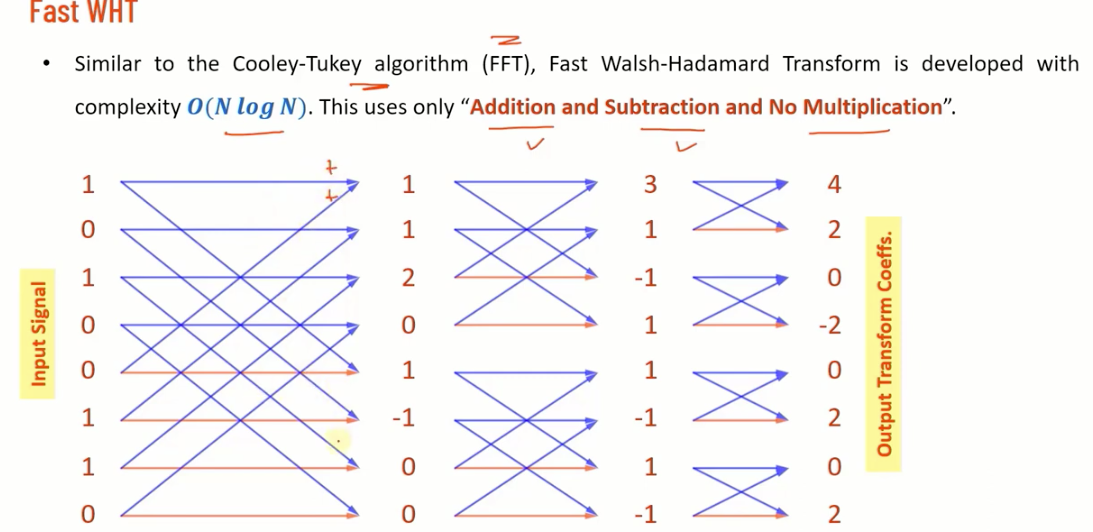 Fast WHT
• Similar to the Cooley-Tukey algorithm (FFT), Fast Walsh-Hadamard Transform is developed with
complexity O(N log N). This uses only “Addition and Subtraction and No Multiplication”.
+
+
1 1 3 4
0 1 1 2
1 2 -1 0
0 0 1 -2
0 1 1 0
1 -1 -1 2
1 0 1 0
0 0 -1 2
Input Signal
Output Transform Coeffs.